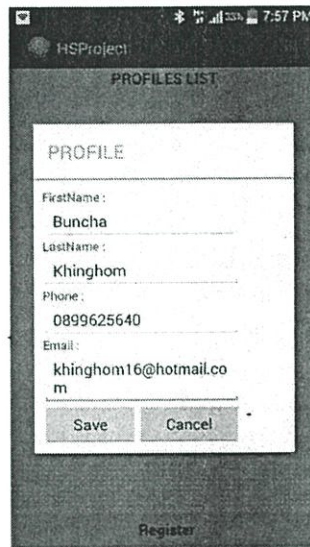 33% 7:57 PM
HSProject
PROFILES LIST
PROFILE
FirstName :
Buncha
LastName :
Khinghom
Phone :
0899625640
Email :
khinghom16@hotmail.co
m
Save Cancel
Register